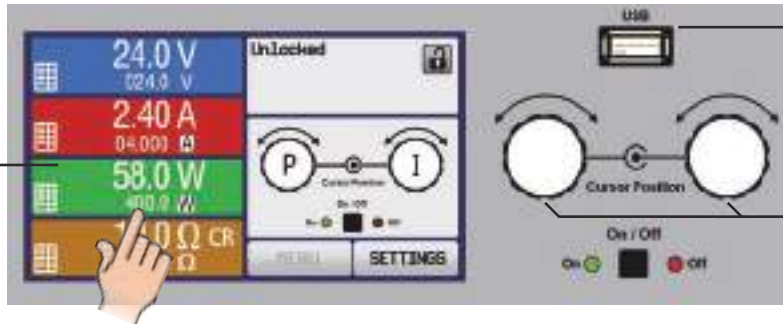 24.0 V
024.0 V
2.40 A
04.000 A
58.0 W
400.0 W
Ω CR
Ω
Unlocked
P
I
Cursor Position
On / Off
On
Off
MENU
SETTINGS
USB
Cursor Position
On / Off
On
Off